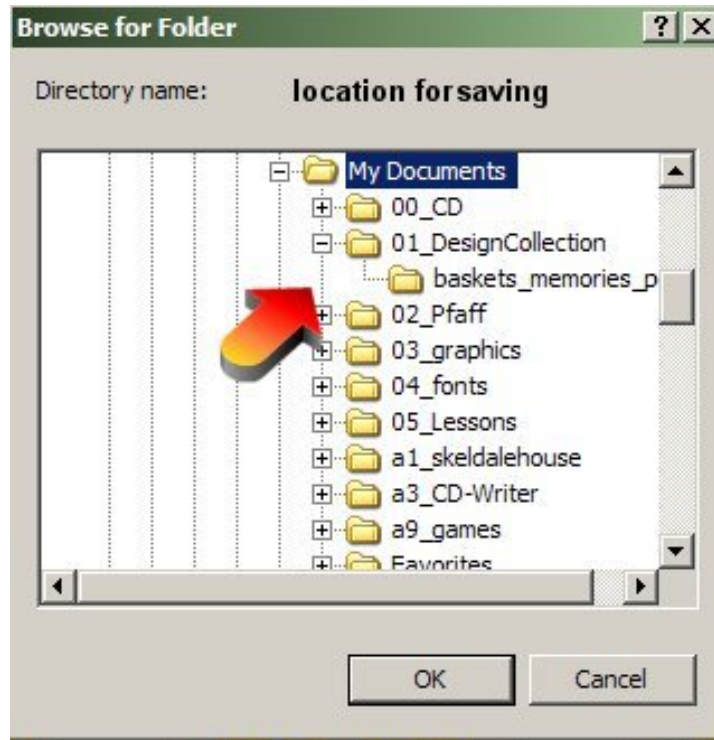 Browse for Folder
Directory name: location forsaving
My Documents
00_CD
01_DesignCollection
baskets_memories_p
02_Pfaff
03_graphics
04_fonts
05_Lessons
a1_skeldalehouse
a3_CD-Writer
a9_games
Favorites
OK Cancel